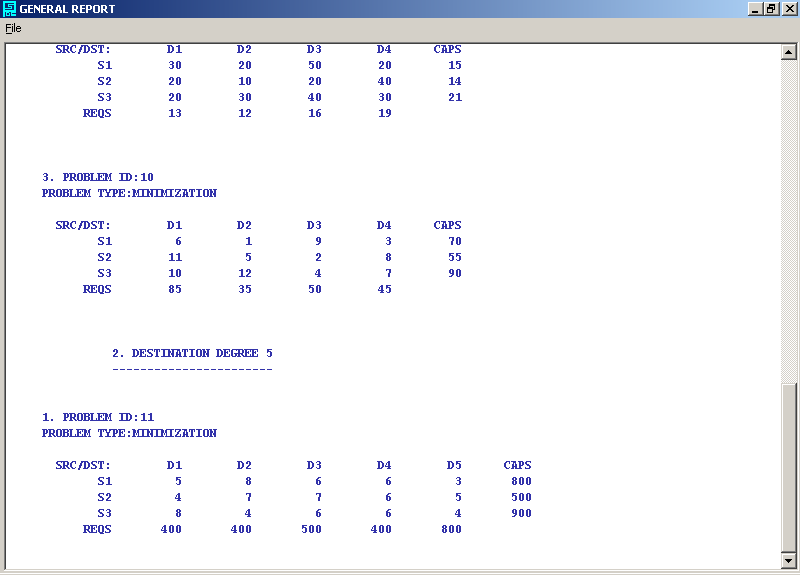 GENERAL REPORT
File
SRC/DST: D1 D2 D3 D4 CAPS
S1 30 20 50 20 15
S2 20 10 20 40 14
S3 20 30 40 30 21
REQS 13 12 16 19
3. PROBLEM ID:10
PROBLEM TYPE:MINIMIZATION
SRC/DST: D1 D2 D3 D4 CAPS
S1 6 1 9 3 70
S2 11 5 2 8 55
S3 10 12 4 7 90
REQS 85 35 50 45
2. DESTINATION DEGREE 5
-----------------------
1. PROBLEM ID:11
PROBLEM TYPE:MINIMIZATION
SRC/DST: D1 D2 D3 D4 D5 CAPS
S1 5 8 6 6 3 800
S2 4 7 7 6 5 500
S3 8 4 6 6 4 900
REQS 400 400 500 400 800